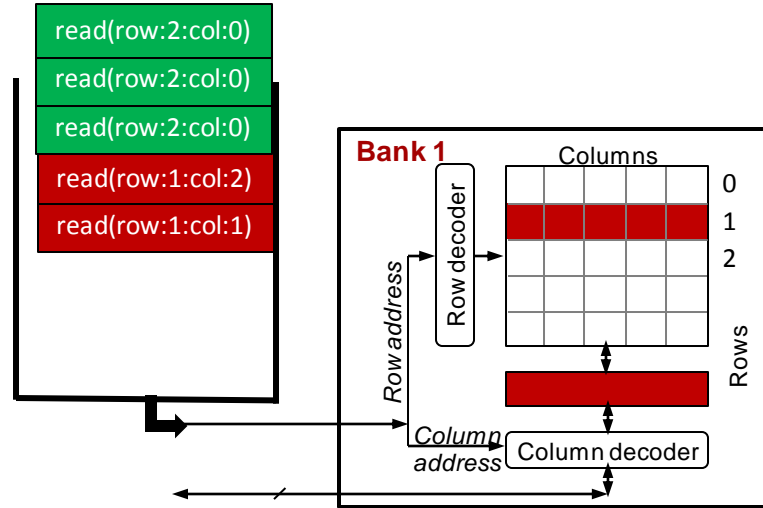 read(row:2:col:0)
read(row:2:col:0)
read(row:2:col:0)
read(row:1:col:2)
read(row:1:col:1)
Bank 1
Columns
0
1
2
Row decoder
Row address
Rows
Column
address
Column decoder